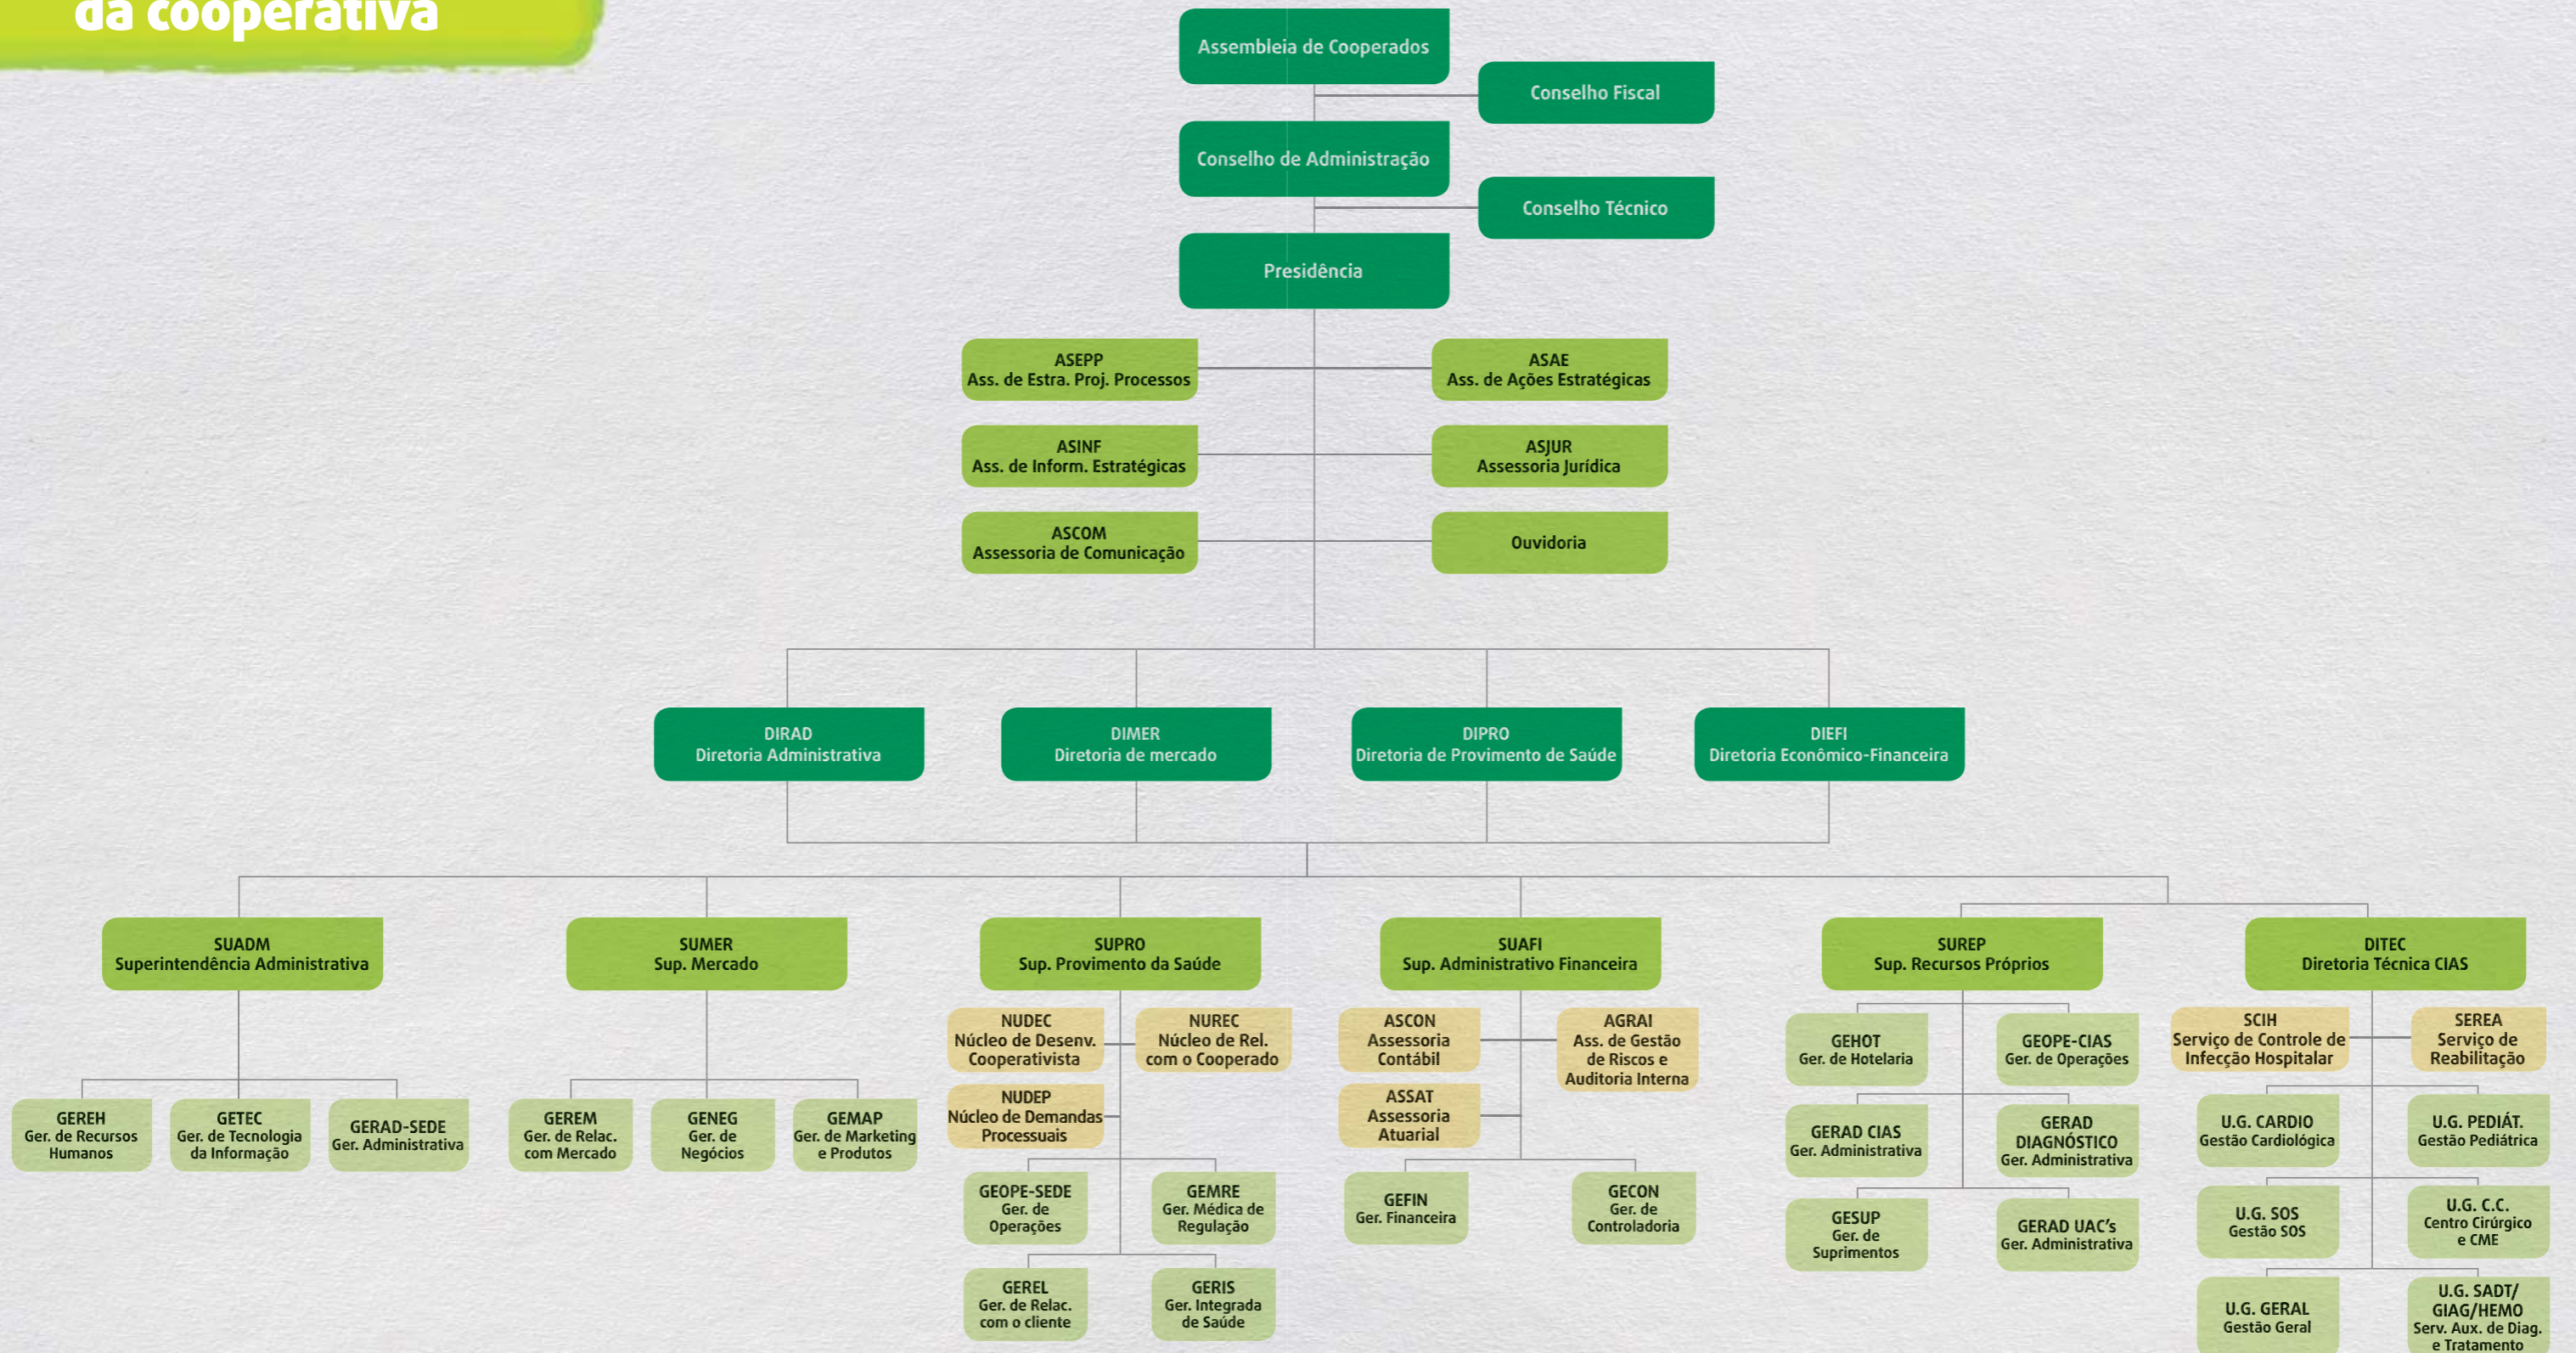 da cooperativa
Assembleia de Cooperados
Conselho Fiscal
Conselho de Administração
Conselho Técnico
Presidência
ASEPP
Ass. de Estra. Proj. Processos
ASAE
Ass. de Ações Estratégicas
ASINF
Ass. de Inform. Estratégicas
ASJUR
Assessoria Jurídica
ASCOM
Assessoria de Comunicação
Ouvidoria
DIRAD
Diretoria Administrativa
DIMER
Diretoria de mercado
DIPRO
Diretoria de Provimento de Saúde
DIEFI
Diretoria Econômico-Financeira
SUADM
Superintendência Administrativa
SUMER
Sup. Mercado
SUPRO
Sup. Provimento da Saúde
SUAFI
Sup. Administrativo Financeira
SUREP
Sup. Recursos Próprios
DITEC
Diretoria Técnica CIAS
GEREH
Ger. de Recursos
Humanos
GETEC
Ger. de Tecnologia
da Informação
GERAD-SEDE
Ger. Administrativa
GEREM
Ger. de Relac.
com Mercado
GENEG
Ger. de
Negócios
GEMAP
Ger. de Marketing
e Produtos
NUDEC
Núcleo de Desenv.
Cooperativista
NUREC
Núcleo de Rel.
com o Cooperado
NUDEP
Núcleo de Demandas
Processuais
GEOPE-SEDE
Ger. de
Operações
GEMRE
Ger. Médica de
Regulação
GEREL
Ger. de Relac.
com o cliente
GERIS
Ger. Integrada
de Saúde
ASCON
Assessoria
Contábil
AGRAI
Ass. de Gestão
de Riscos e
Auditoria Interna
ASSAT
Assessoria
Atuarial
GEFIN
Ger. Financeira
GECON
Ger. de
Controladoria
GEHOT
Ger. de Hotelaria
GEOPE-CIAS
Ger. de Operações
GERAD CIAS
Ger. Administrativa
GERAD
DIAGNÓSTICO
Ger. Administrativa
GESUP
Ger. de
Suprimentos
GERAD UAC’s
Ger. Administrativa
SCIH
Serviço de Controle de
Infecção Hospitalar
SEREA
Serviço de
Reabilitação
U.G. CARDIO
Gestão Cardiológica
U.G. PEDIÁT.
Gestão Pediátrica
U.G. SOS
Gestão SOS
U.G. C.C.
Centro Cirúrgico
e CME
U.G. GERAL
Gestão Geral
U.G. SADT/
GIAG/HEMO
Serv. Aux. de Diag.
e Tratamento